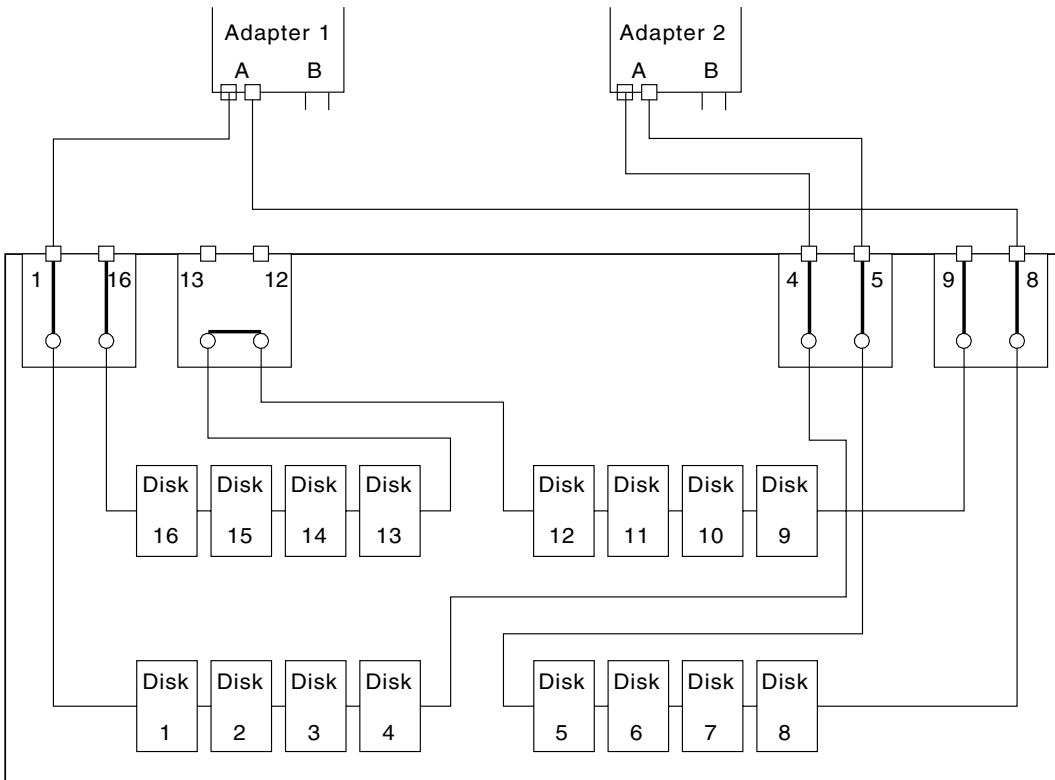 Adapter 1
A B
Adapter 2
A B
1 16
13 12
4 5
9 8
Disk 16
Disk 15
Disk 14
Disk 13
Disk 12
Disk 11
Disk 10
Disk 9
Disk 1
Disk 2
Disk 3
Disk 4
Disk 5
Disk 6
Disk 7
Disk 8